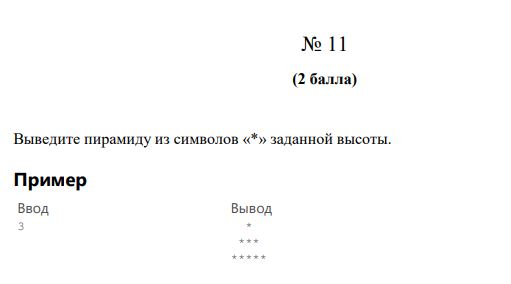 № 11
(2 балла)
Выведите пирамиду из символов «*» заданной высоты.
Пример
Ввод Вывод
3 *
***
*****